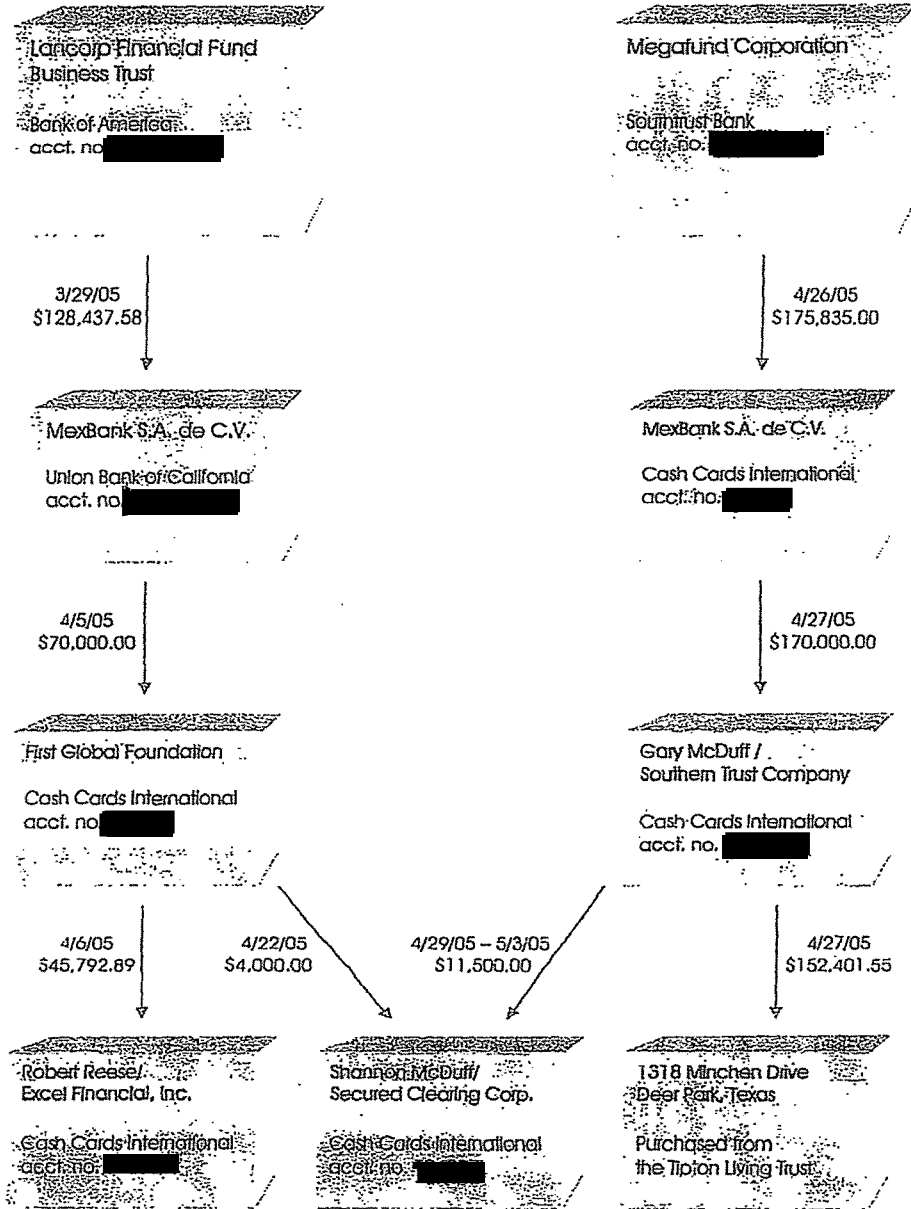 Lancorp Financial Fund
Business Trust
Bank of America
acct. no.
Megafund Corporation
Southtrust Bank
acct. no.
3/29/05
$128,437.58
4/26/05
$175,835.00
MexBank S.A. de C.V.
Union Bank of California
acct. no.
MexBank S.A. de C.V.
Cash Cards International
acct. no.
4/5/05
$70,000.00
4/27/05
$170,000.00
First Global Foundation
Cash Cards International
acct. no.
Gary McDuff /
Southern Trust Company
Cash Cards International
acct. no.
4/6/05
$45,792.89
4/22/05
$4,000.00
4/29/05 – 5/3/05
$11,500.00
4/27/05
$152,401.55
Robert Reese/
Excel Financial, Inc.
Cash Cards International
acct. no.
Shannon McDuff/
Secured Clearing Corp.
Cash Cards International
acct. no.
1318 Minchen Drive
Deer Park, Texas
Purchased from
the Tipton Living Trust